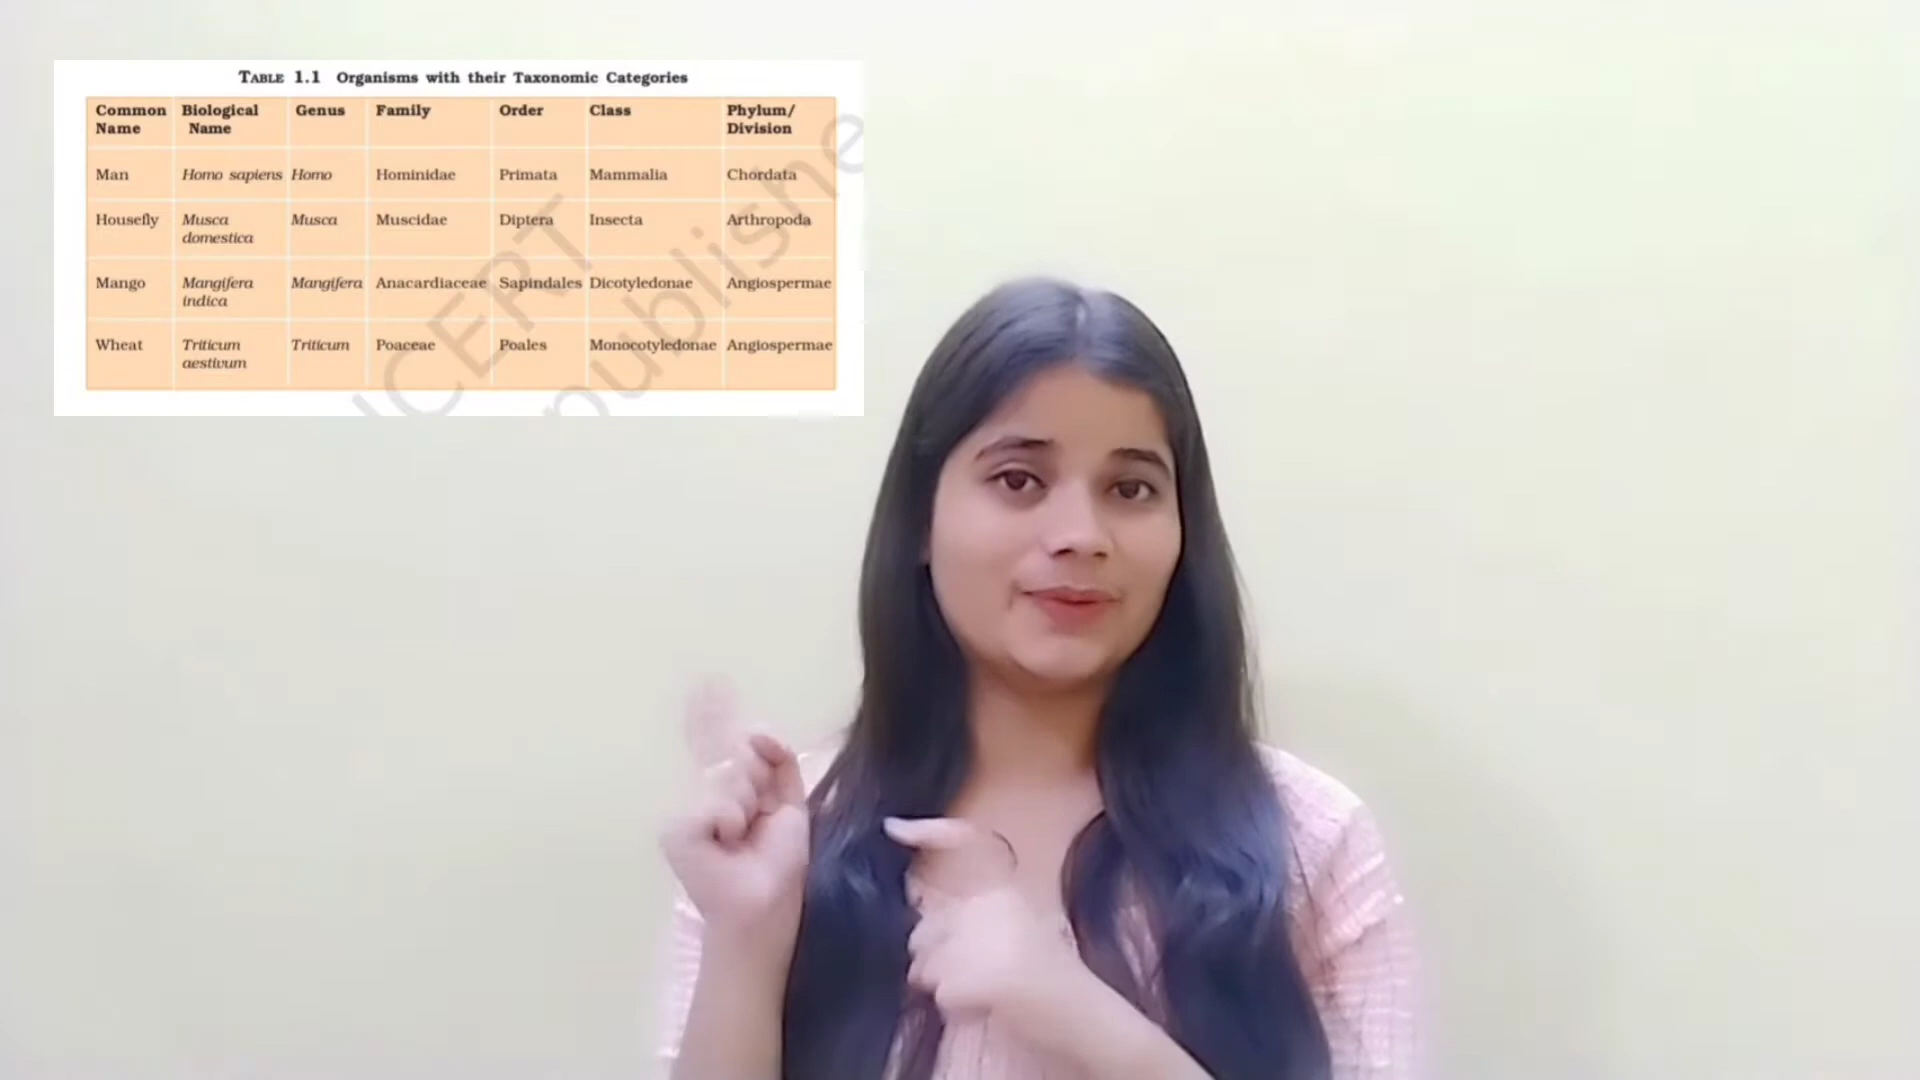 TABLE 1.1 Organisms with their Taxonomic Categories
Common Name Biological Name Genus Family Order Class Phylum/ Division
Man Homo sapiens Homo Hominidae Primata Mammalia Chordata
Housefly Musca domestica Musca Muscidae Diptera Insecta Arthropoda
Mango Mangifera indica Mangifera Anacardiaceae Sapindales Dicotyledonae Angiospermae
Wheat Triticum aestivum Triticum Poaceae Poales Monocotyledonae Angiospermae
NCERT
publishe